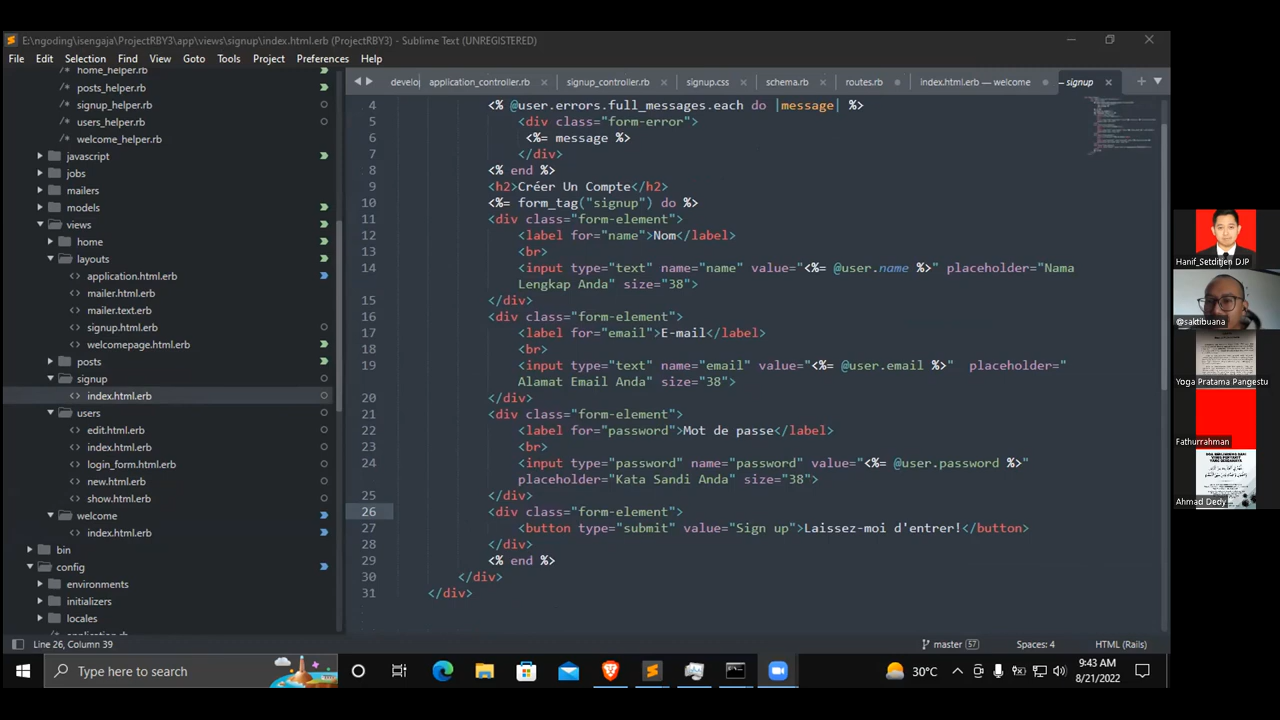 E:\ngoding\isengaja\ProjectRBY3\app\views\signup\index.html.erb (ProjectRBY3) - Sublime Text (UNREGISTERED)
File Edit Selection Find View Goto Tools Project Preferences Help
home_helper.rb
posts_helper.rb
signup_helper.rb
users_helper.rb
welcome_helper.rb
javascript
jobs
mailers
models
views
home
layouts
application.html.erb
mailer.html.erb
mailer.text.erb
signup.html.erb
welcomepage.html.erb
posts
signup
index.html.erb
users
edit.html.erb
index.html.erb
login_form.html.erb
new.html.erb
show.html.erb
welcome
index.html.erb
bin
config
environments
initializers
locales
application.rb
develo application_controller.rb signup_controller.rb signup.css schema.rb routes.rb index.html.erb — welcome — signup
4 <% @user.errors.full_messages.each do |message| %>
5 <div class="form-error">
6 <%= message %>
7 </div>
8 <% end %>
9 <h2>Créer Un Compte</h2>
10 <%= form_tag("signup") do %>
11 <div class="form-element">
12 <label for="name">Nom</label>
13 <br>
14 <input type="text" name="name" value="<%= @user.name %>" placeholder="Nama
Lengkap Anda" size="38">
15 </div>
16 <div class="form-element">
17 <label for="email">E-mail</label>
18 <br>
19 <input type="text" name="email" value="<%= @user.email %>" placeholder="
Alamat Email Anda" size="38">
20 </div>
21 <div class="form-element">
22 <label for="password">Mot de passe</label>
23 <br>
24 <input type="password" name="password" value="<%= @user.password %>"
placeholder="Kata Sandi Anda" size="38">
25 </div>
26 <div class="form-element">
27 <button type="submit" value="Sign up">Laissez-moi d'entrer!</button>
28 </div>
29 <% end %>
30 </div>
31 </div>
Line 26, Column 39 master 57 Spaces: 4 HTML (Rails)
Type here to search
30°C
9:43 AM
8/21/2022
Hanif_Setditjen DJP
@saktibuana
Yoga Pratama Pangestu
Fathurrahman
Ahmad Dedy